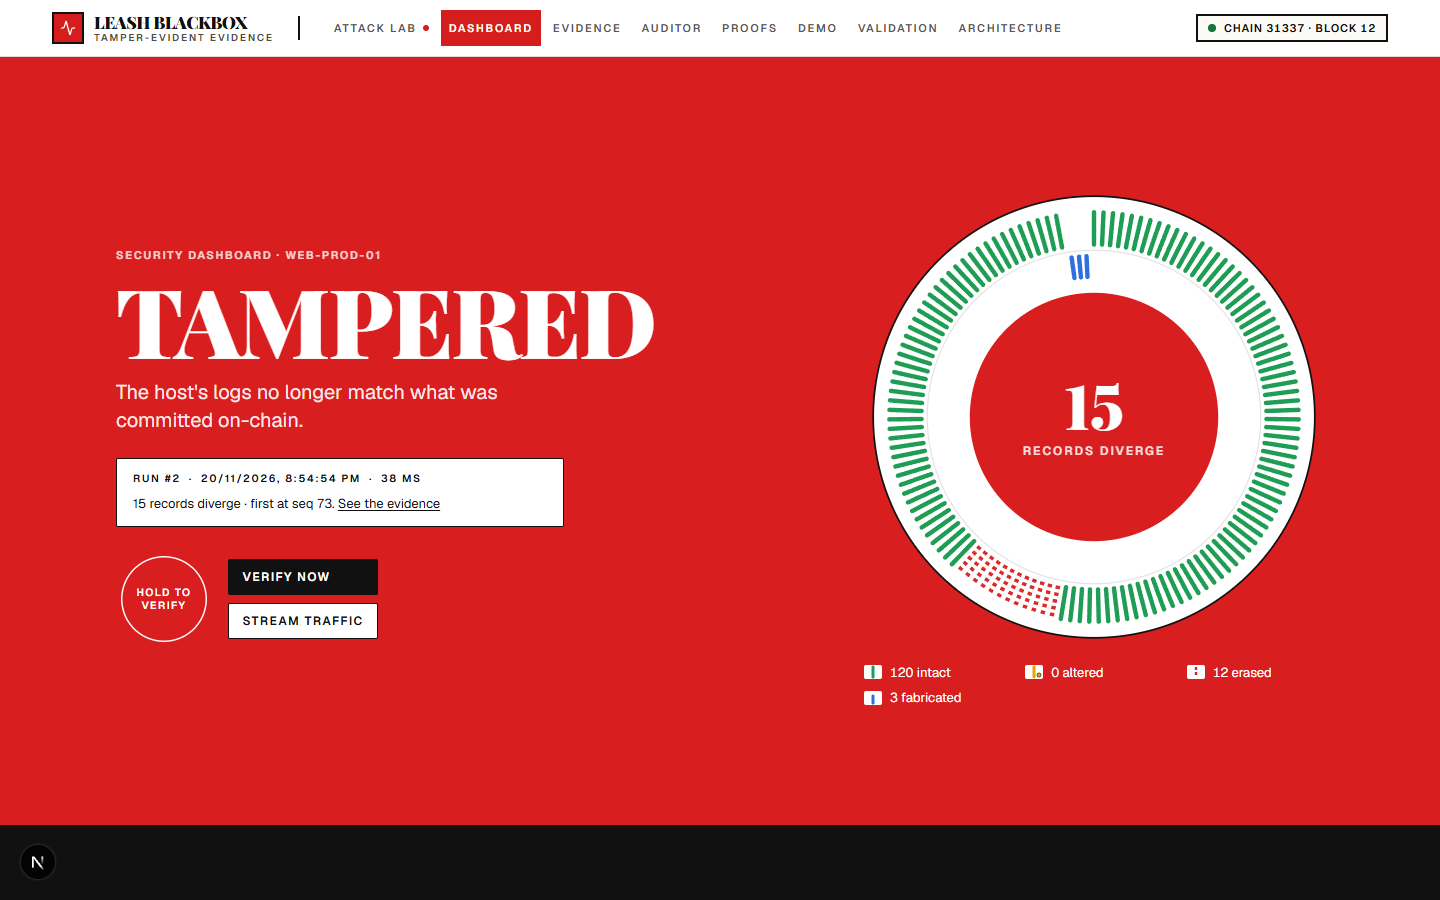 LEASH BLACKBOX
TAMPER-EVIDENT EVIDENCE
ATTACK LAB
DASHBOARD
EVIDENCE
AUDITOR
PROOFS
DEMO
VALIDATION
ARCHITECTURE
CHAIN 31337 · BLOCK 12
SECURITY DASHBOARD · WEB-PROD-01
TAMPERED
The host's logs no longer match what was
committed on-chain.
RUN #2 · 20/11/2026, 8:54:54 PM · 38 MS
15 records diverge · first at seq 73. See the evidence
HOLD TO
VERIFY
VERIFY NOW
STREAM TRAFFIC
15
RECORDS DIVERGE
120 intact
0 altered
12 erased
3 fabricated
N